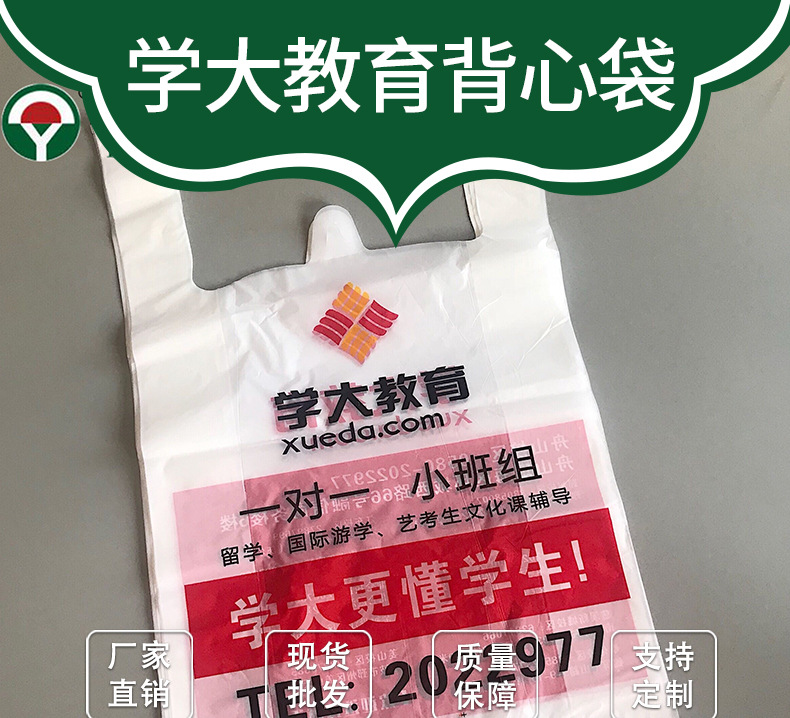 学大教育背心袋
学大教育
xueda.com
一对一 小班组
留学、国际游学、艺考生文化课辅导
学大更懂学生!
TEL: 2022977
厂家
直销
现货
批发
质量
保障
支持
定制